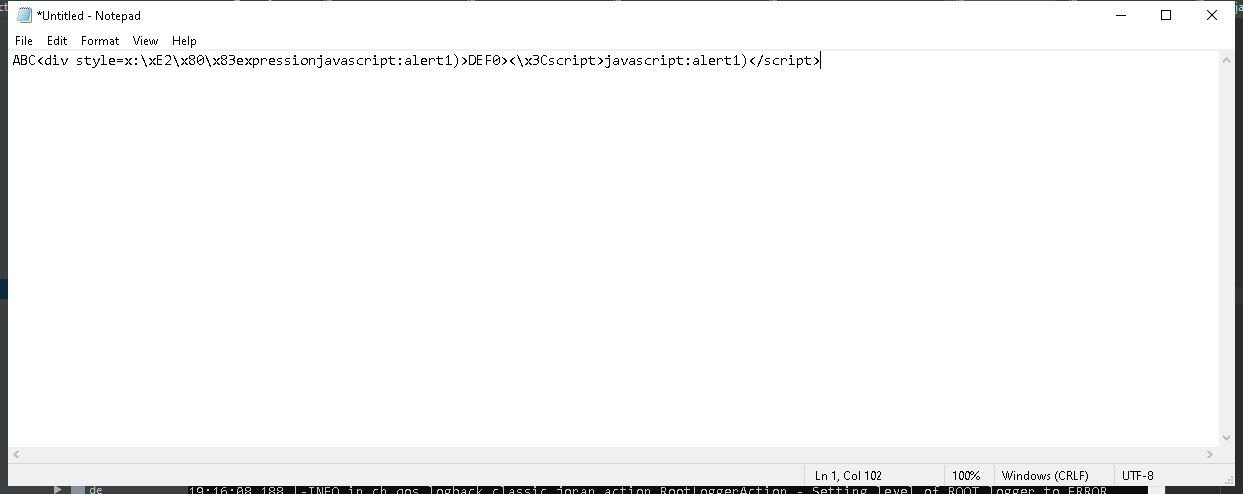 *Untitled - Notepad
File Edit Format View Help
ABC<div style=x:\xE2\x80\x83expressionjavascript:alert1)>DEF0><\x3Cscript>javascript:alert1)</script>
Ln 1, Col 102 100% Windows (CRLF) UTF-8
de 19:16:08,188 |-INFO in ch.qos.logback.classic.joran.action.RootLoggerAction - Setting level of ROOT logger to ERROR